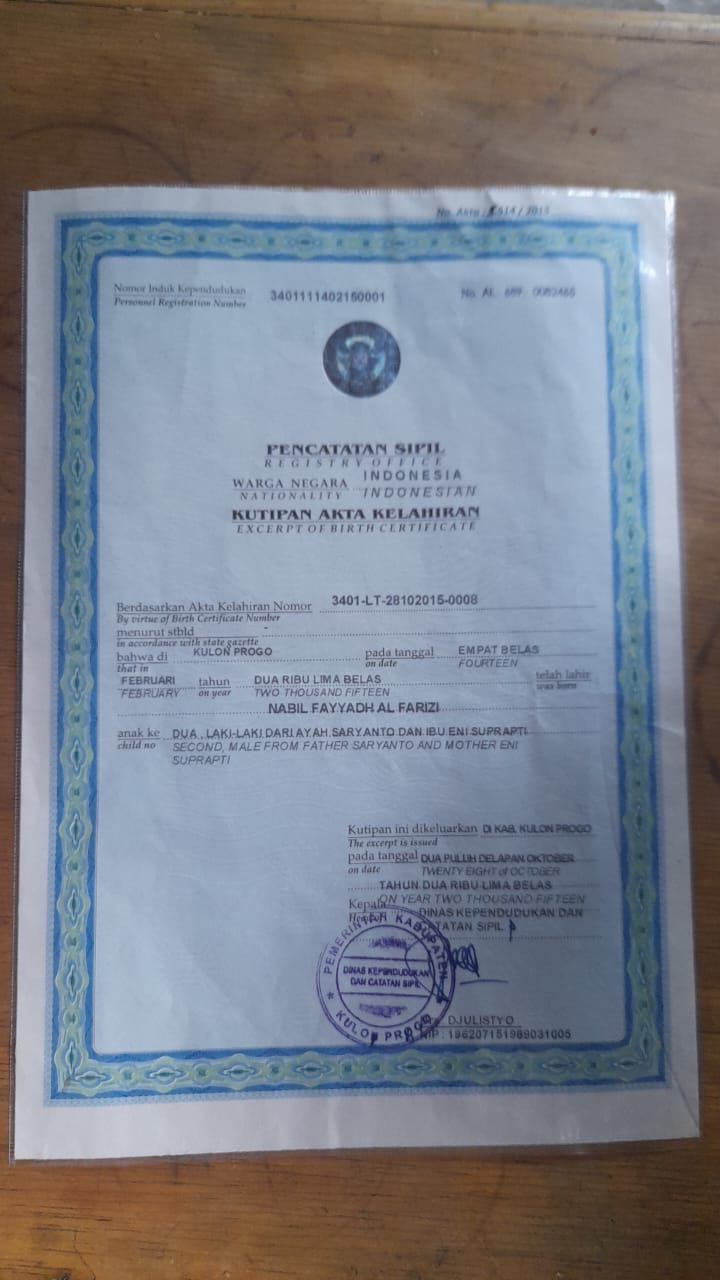 No. Akta : 514 / 2015
Nomor Induk Kependudukan
Personnel Registration Number
3401111402150001
No. AL 689 0082465
PENCATATAN SIPIL
REGISTRY OFFICE
WARGA NEGARA INDONESIA
NATIONALITY INDONESIAN
KUTIPAN AKTA KELAHIRAN
EXCERPT OF BIRTH CERTIFICATE
Berdasarkan Akta Kelahiran Nomor 3401-LT-28102015-0008
By virtue of Birth Certificate Number
menurut stbld -
in accordance with state gazette
bahwa di KULON PROGO pada tanggal EMPAT BELAS
that in on date FOURTEEN
FEBRUARI tahun DUA RIBU LIMA BELAS telah lahir
FEBRUARY on year TWO THOUSAND FIFTEEN was born
NABIL FAYYADH AL FARIZI
anak ke DUA , LAKI-LAKI DARI AYAH SARYANTO DAN IBU ENI SUPRAPTI
child no SECOND, MALE FROM FATHER SARYANTO AND MOTHER ENI
SUPRAPTI
Kutipan ini dikeluarkan DI KAB. KULON PROGO
The excerpt is issued
pada tanggal DUA PULUH DELAPAN OKTOBER
on date TWENTY EIGHT of OCTOBER
TAHUN DUA RIBU LIMA BELAS
ON YEAR TWO THOUSAND FIFTEEN
Kepala DINAS KEPENDUDUKAN DAN
TATAN SIPIL
PEMERINTAH KABUPATEN
DINAS KEPENDUDUKAN
DAN CATATAN SIPIL
KULON PROGO
DJULISTYO
NIP : 196207151989031005